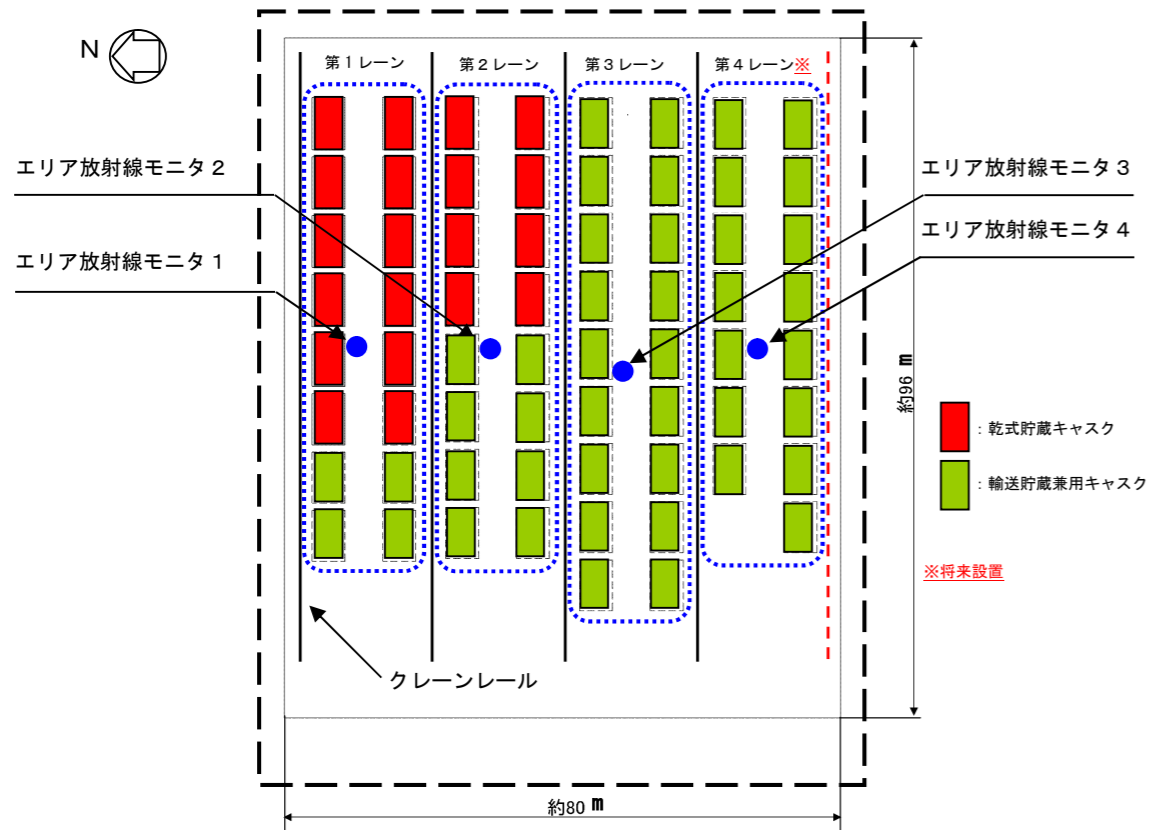 N
第１レーン
第２レーン
第３レーン
第４レーン※
エリア放射線モニタ２
エリア放射線モニタ１
エリア放射線モニタ３
エリア放射線モニタ４
約96 m
：乾式貯蔵キャスク
：輸送貯蔵兼用キャスク
※将来設置
クレーンレール
約80 m